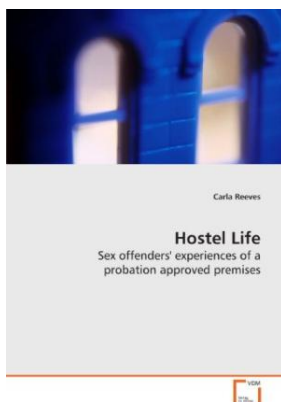 Carla Reeves
Hostel Life
Sex offenders' experiences of a
probation approved premises
VDM